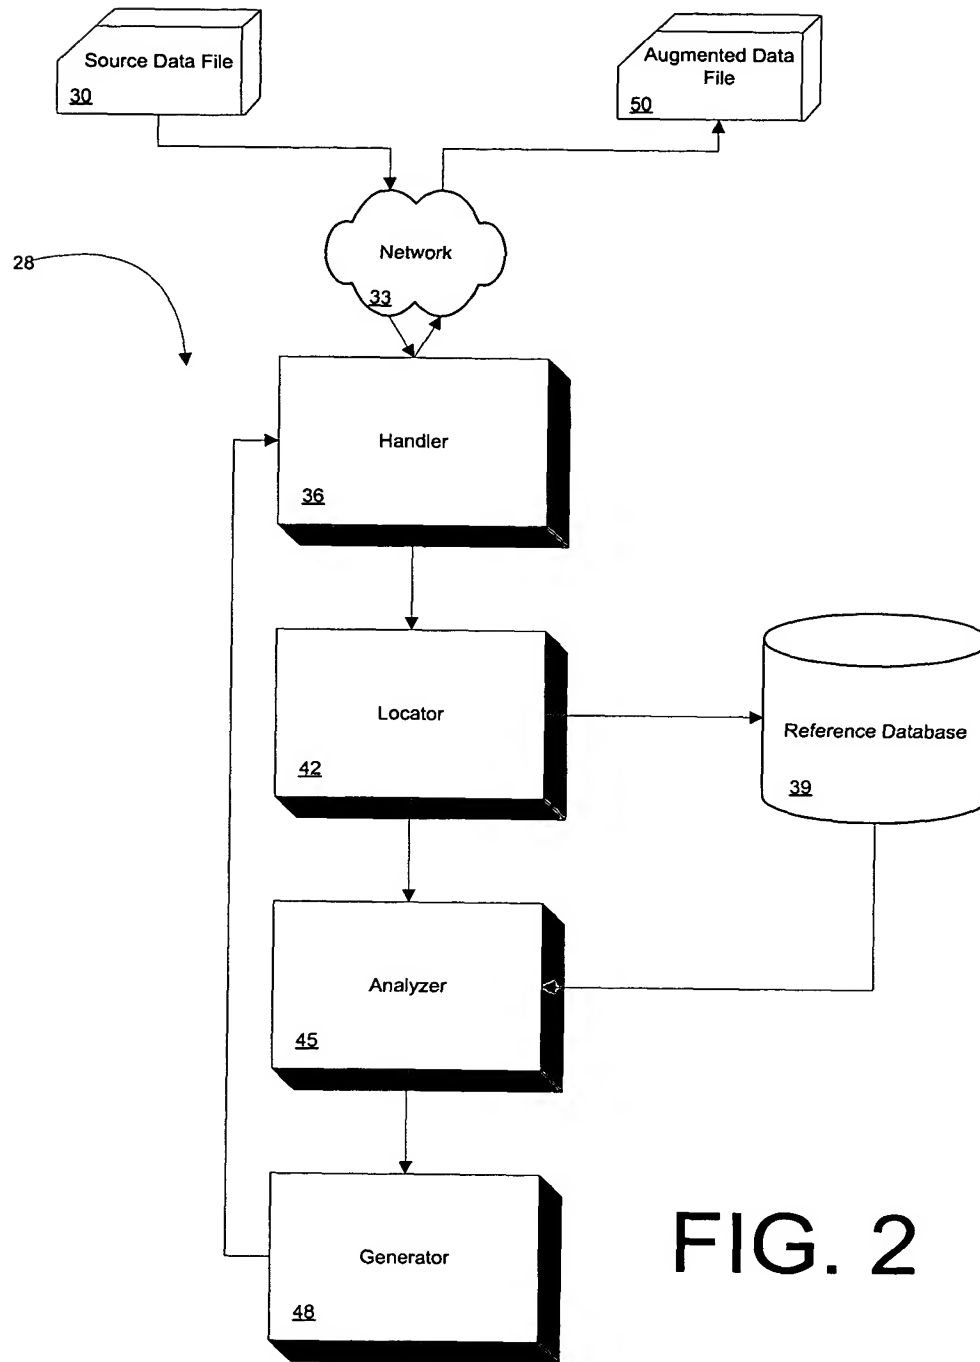 Source Data File
30
Augmented Data
File
50
Network
33
28
Handler
36
Locator
42
Reference Database
39
Analyzer
45
Generator
48
FIG. 2